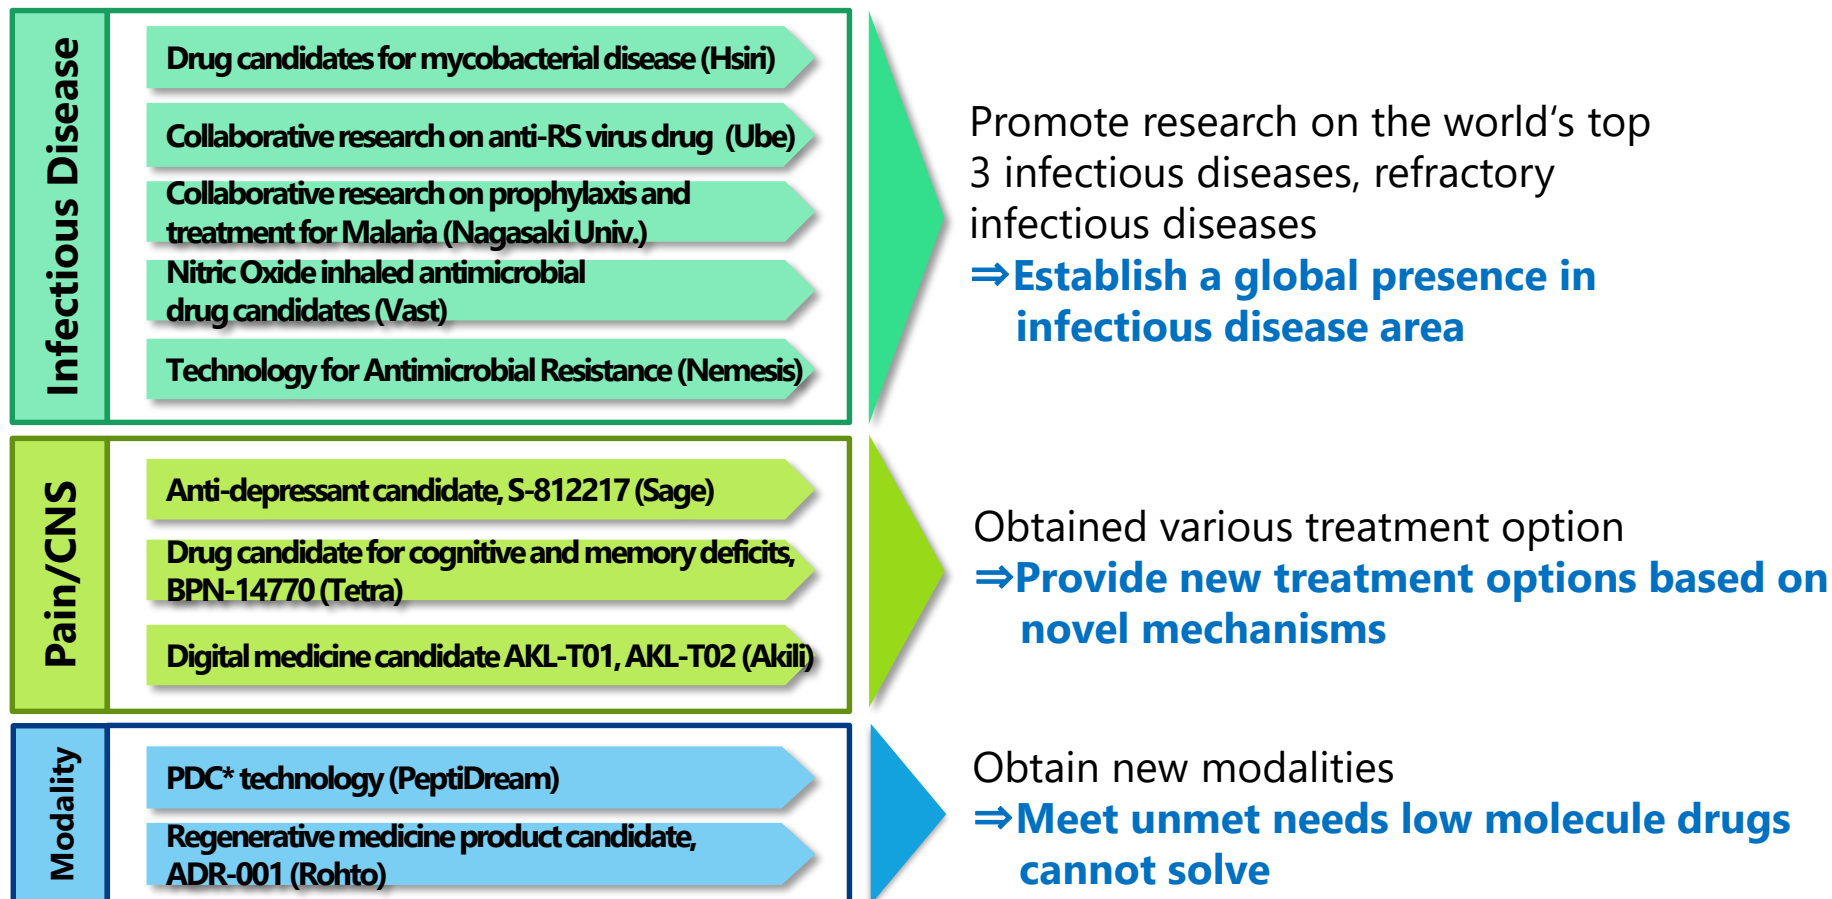 Infectious Disease
Drug candidates for mycobacterial disease (Hsiri)
Collaborative research on anti-RS virus drug (Ube)
Collaborative research on prophylaxis and
treatment for Malaria (Nagasaki Univ.)
Nitric Oxide inhaled antimicrobial
drug candidates (Vast)
Technology for Antimicrobial Resistance (Nemesis)
Promote research on the world‘s top
3 infectious diseases, refractory
infectious diseases
⇒Establish a global presence in
infectious disease area
Pain/CNS
Anti-depressant candidate, S-812217 (Sage)
Drug candidate for cognitive and memory deficits,
BPN-14770 (Tetra)
Digital medicine candidate AKL-T01, AKL-T02 (Akili)
Obtained various treatment option
⇒Provide new treatment options based on
novel mechanisms
Modality
PDC* technology (PeptiDream)
Regenerative medicine product candidate,
ADR-001 (Rohto)
Obtain new modalities
⇒Meet unmet needs low molecule drugs
cannot solve